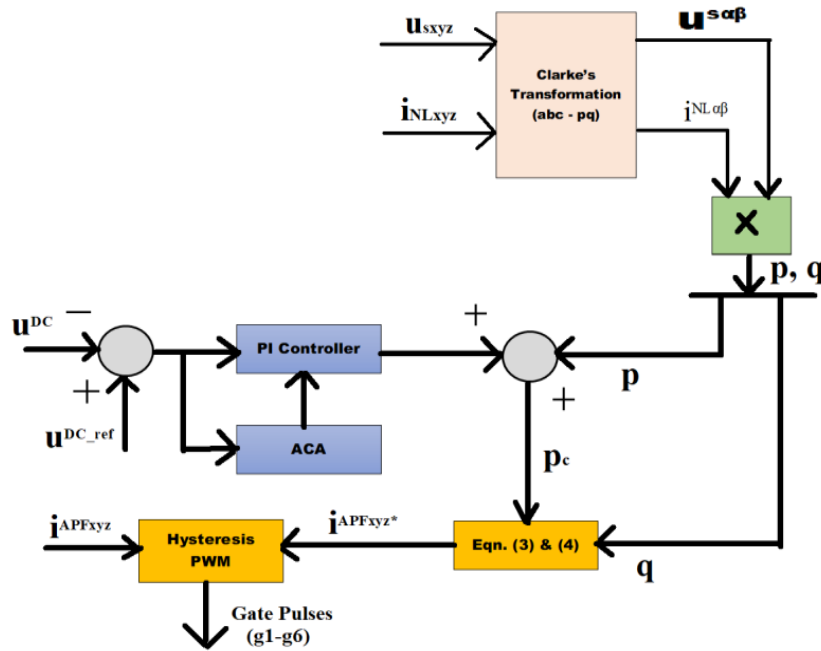 usxyz
usαβ
Clarke's
Transformation
(abc - pq)
iNLxyz
iNLαβ
×
p, q
−
uDC
+
PI Controller
+
p
+
uDC_ref
ACA
pc
iAPFxyz
Hysteresis
PWM
iAPFxyz*
Eqn. (3) & (4)
q
Gate Pulses
(g1-g6)